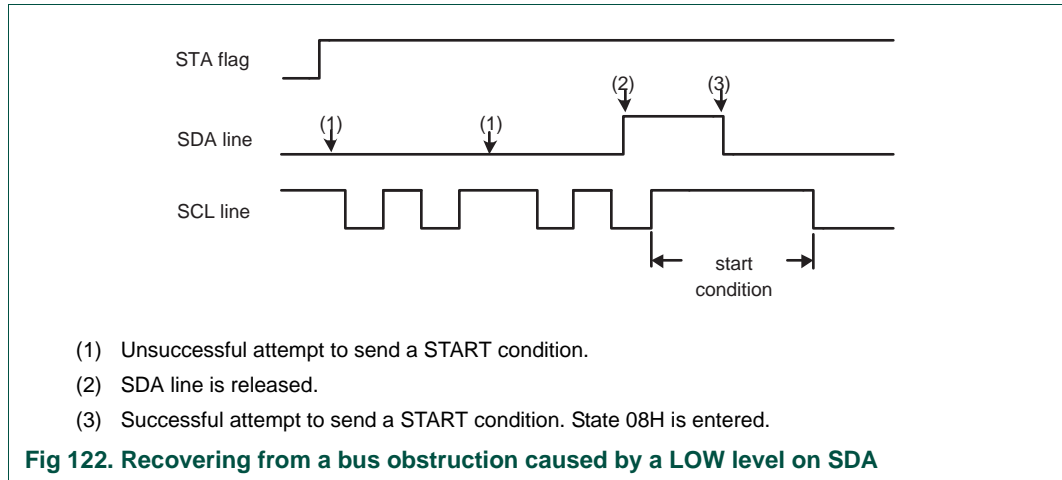 STA flag
(2) (3)
(1) (1)
SDA line
SCL line
start
condition
(1) Unsuccessful attempt to send a START condition.
(2) SDA line is released.
(3) Successful attempt to send a START condition. State 08H is entered.
Fig 122. Recovering from a bus obstruction caused by a LOW level on SDA